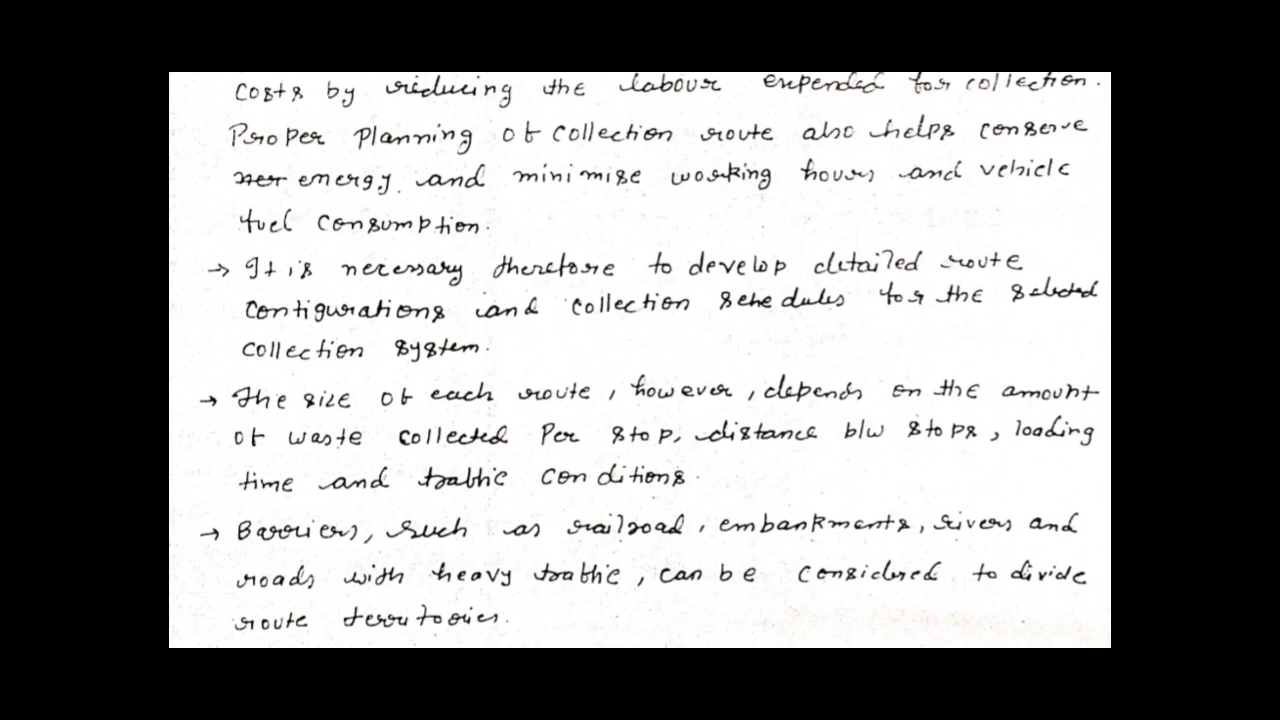 costs by reducing the labour expended for collection.
Proper planning of collection route also helps conserve
ner energy and minimise working hours and vehicle
fuel consumption.
→ It is necessary therefore to develop detailed route
configurations and collection schedules for the selected
collection system.
→ The size of each route, however, depends on the amount
of waste collected per stop, distance b/w stops, loading
time and traffic conditions.
→ Barriers, such as railroad, embankments, rivers and
roads with heavy traffic, can be considered to divide
route territories.